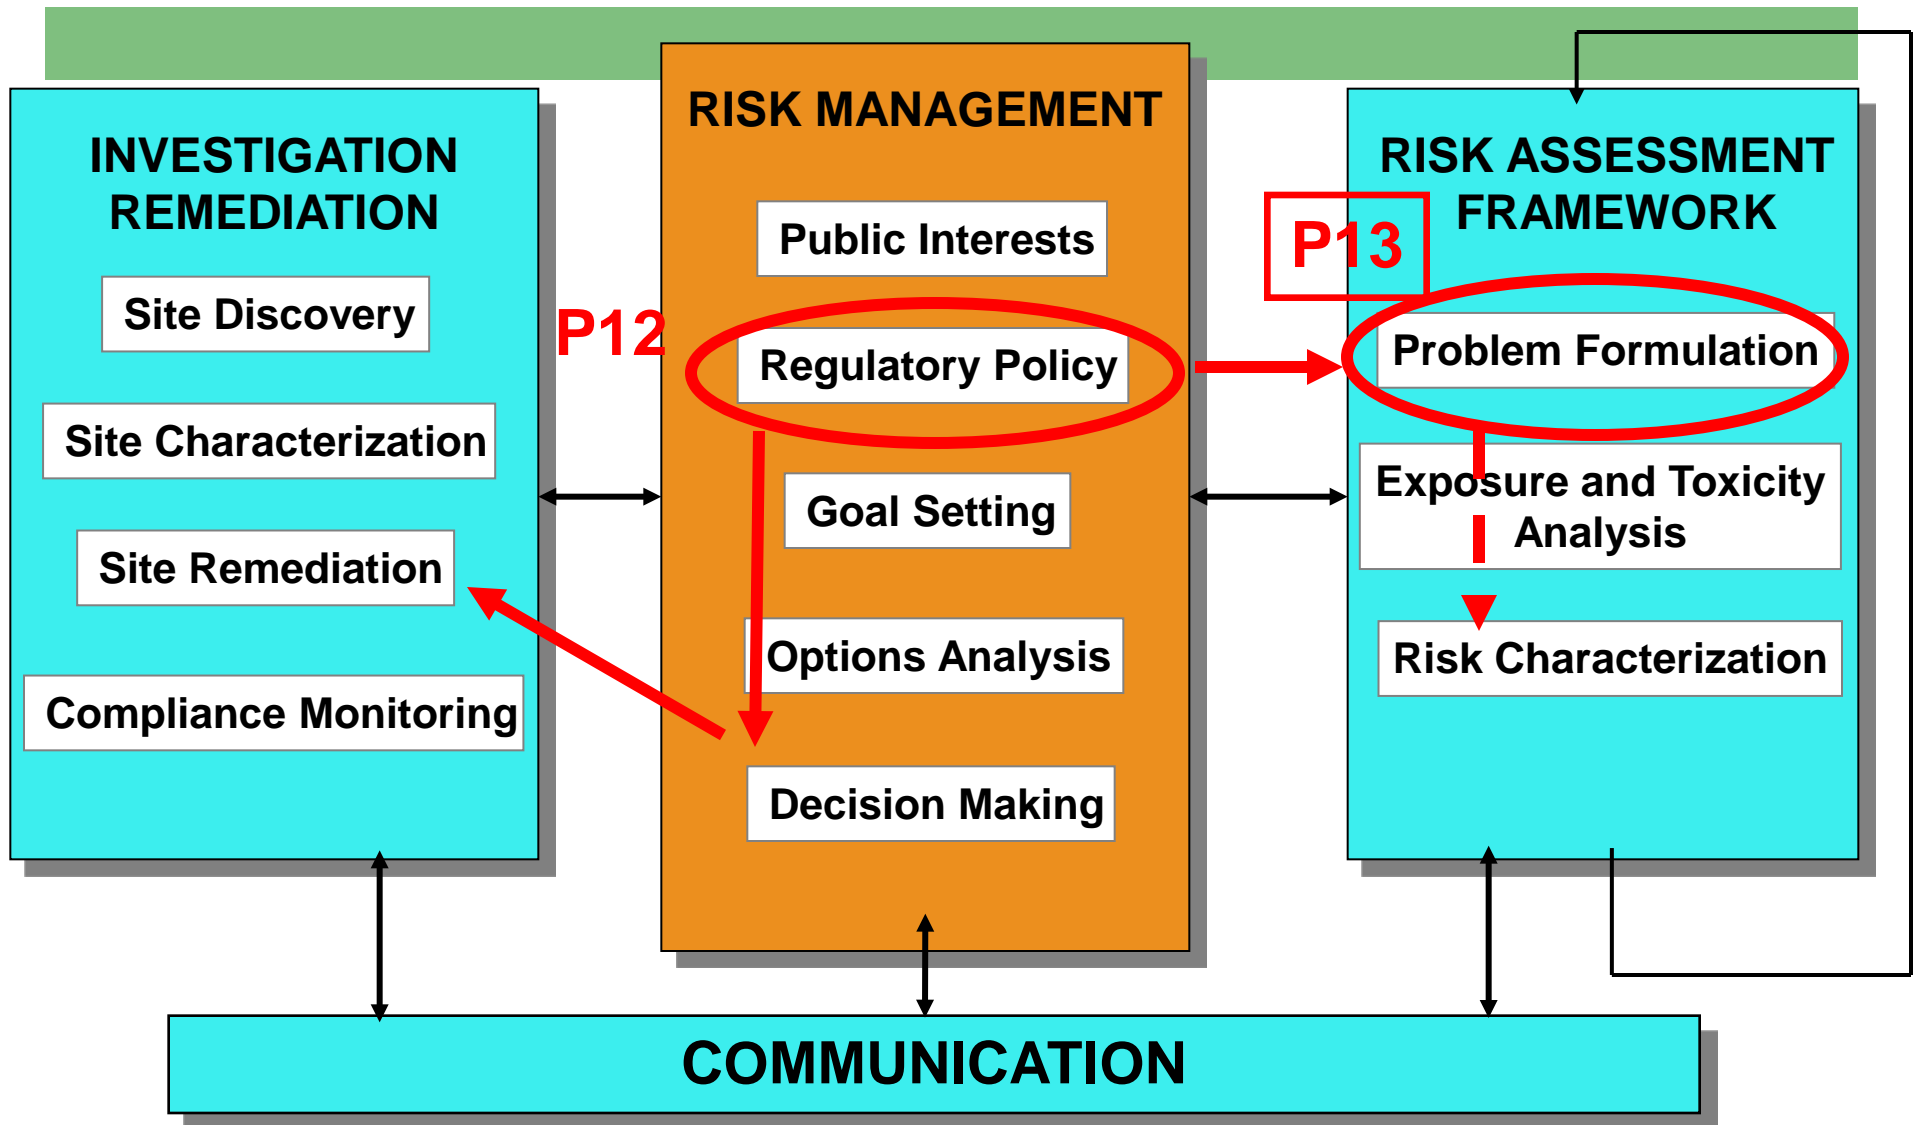 INVESTIGATION
REMEDIATION
Site Discovery
Site Characterization
Site Remediation
Compliance Monitoring
P12
RISK MANAGEMENT
Public Interests
Regulatory Policy
Goal Setting
Options Analysis
Decision Making
P13
RISK ASSESSMENT
FRAMEWORK
Problem Formulation
Exposure and Toxicity
Analysis
Risk Characterization
COMMUNICATION